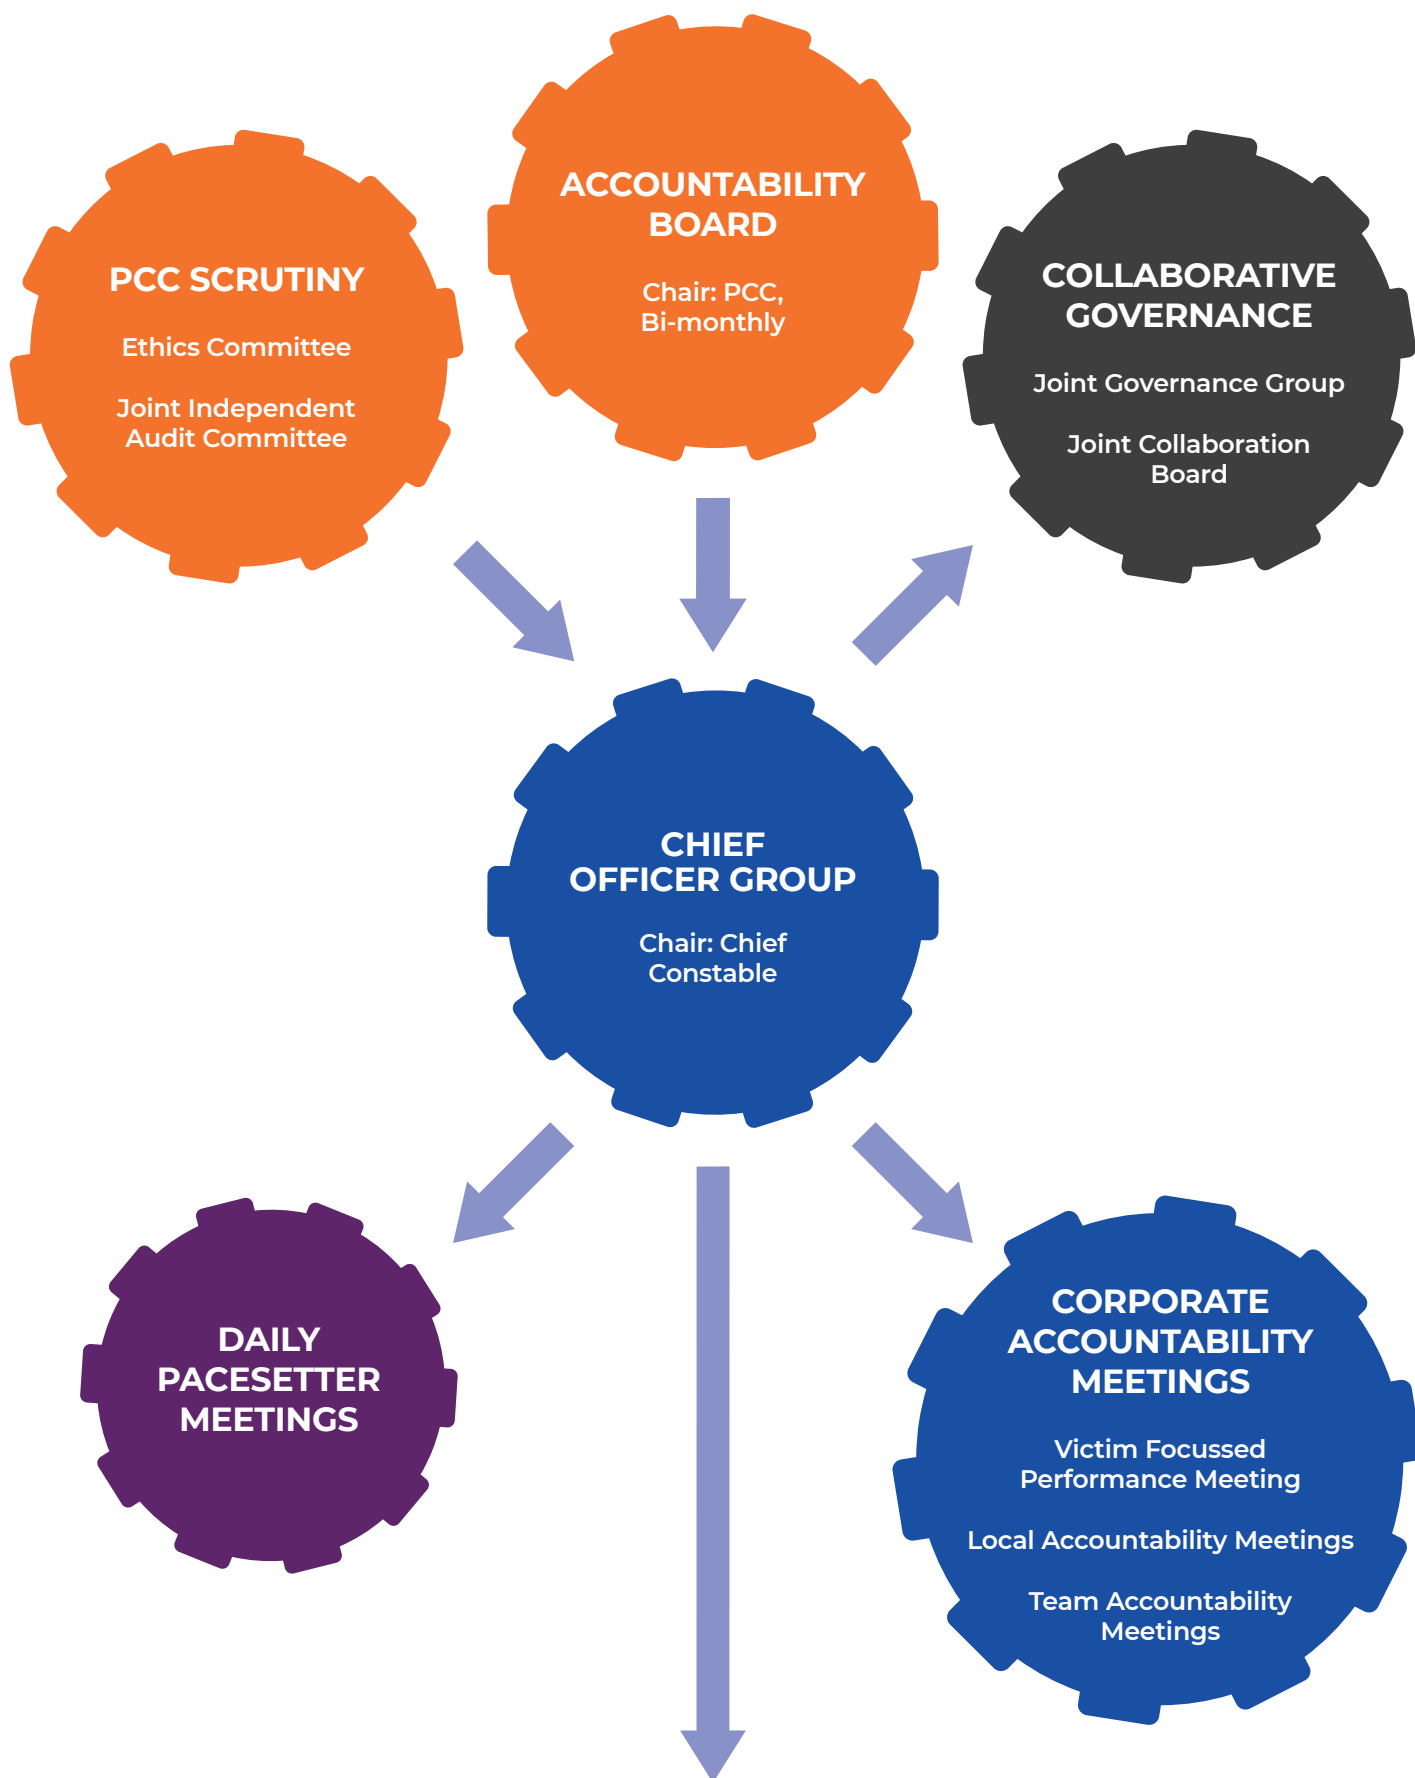 PCC SCRUTINY
Ethics Committee
Joint Independent
Audit Committee
ACCOUNTABILITY
BOARD
Chair: PCC,
Bi-monthly
COLLABORATIVE
GOVERNANCE
Joint Governance Group
Joint Collaboration
Board
CHIEF
OFFICER GROUP
Chair: Chief
Constable
DAILY
PACESETTER
MEETINGS
CORPORATE
ACCOUNTABILITY
MEETINGS
Victim Focussed
Performance Meeting
Local Accountability Meetings
Team Accountability
Meetings